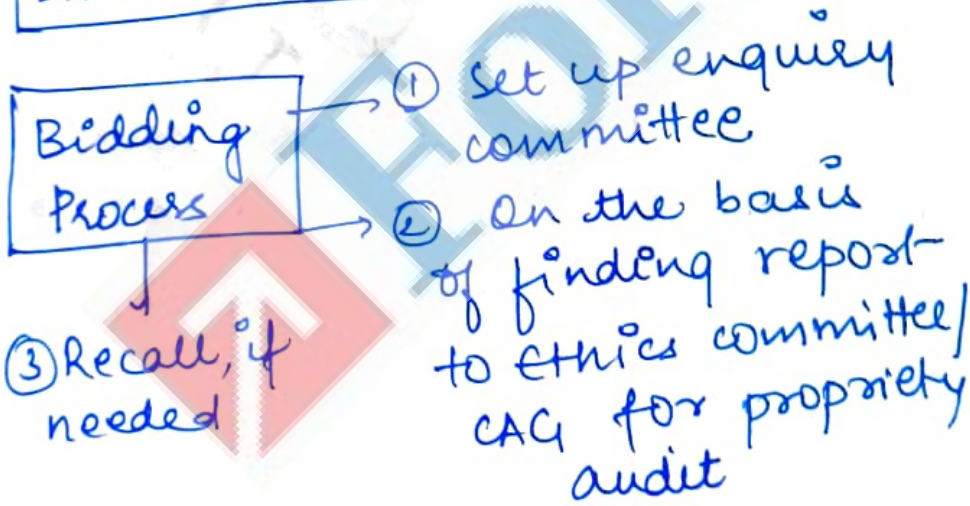 Bidding
Process
① Set up enquiry
committee
② On the basis
of finding report
to Ethics committee/
CAG for propriety
audit
③ Recall, if
needed